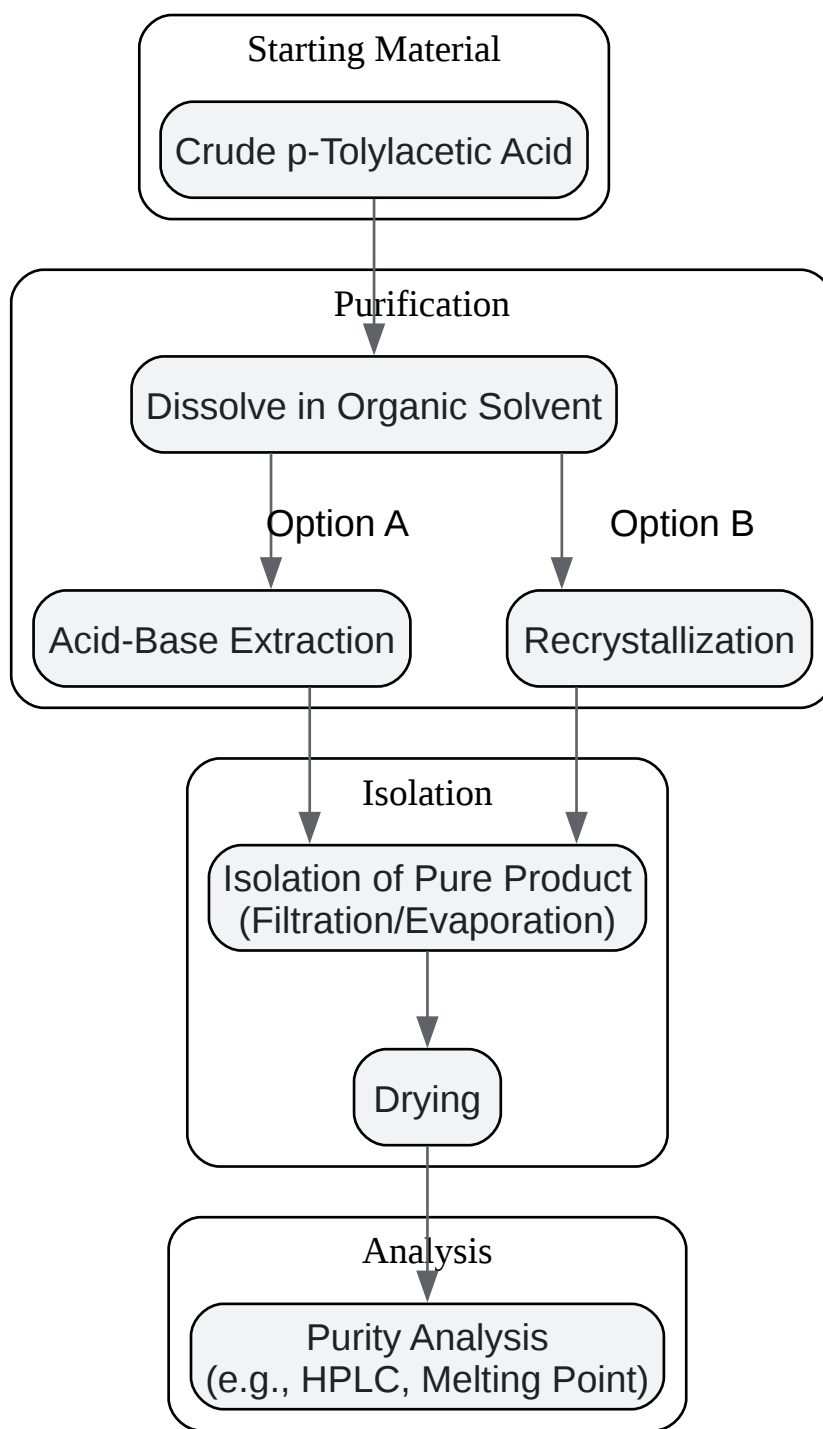 Starting Material
Crude p-Tolylacetic Acid
Purification
Dissolve in Organic Solvent
Option A
Option B
Acid-Base Extraction
Recrystallization
Isolation
Isolation of Pure Product
(Filtration/Evaporation)
Drying
Analysis
Purity Analysis
(e.g., HPLC, Melting Point)